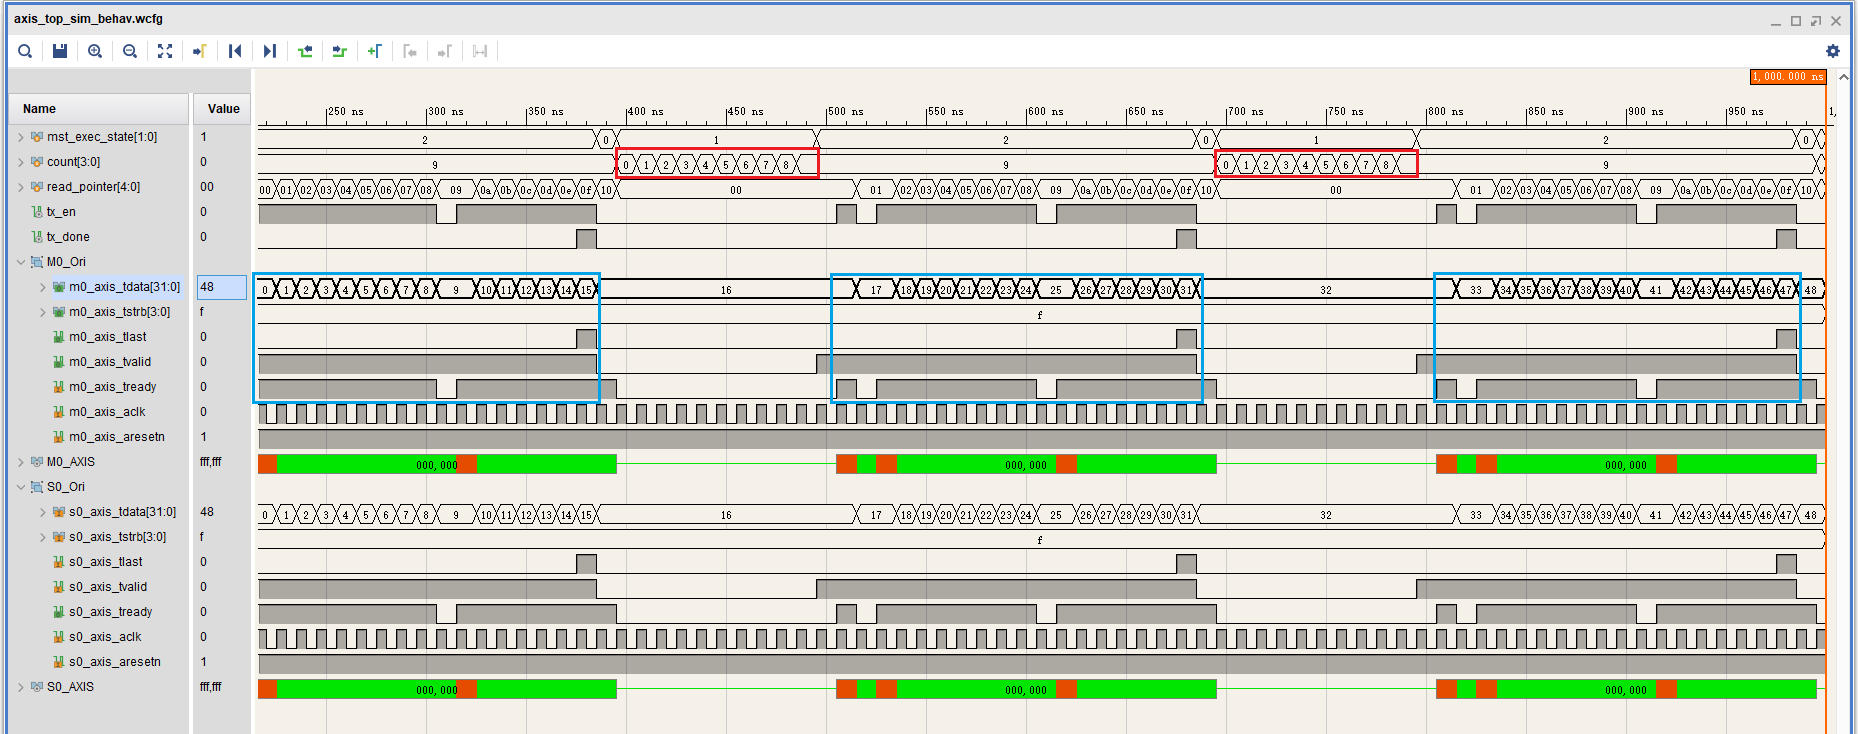 axis_top_sim_behav.wcfg
1,000.000 ns
Name Value
250 ns 300 ns 350 ns 400 ns 450 ns 500 ns 550 ns 600 ns 650 ns 700 ns 750 ns 800 ns 850 ns 900 ns 950 ns 1,
mst_exec_state[1:0] 1 2 0 1 2 0 1 2 0
count[3:0] 0 9 0 1 2 3 4 5 6 7 8 9 0 1 2 3 4 5 6 7 8 9
read_pointer[4:0] 00 00 01 02 03 04 05 06 07 08 09 0a 0b 0c 0d 0e 0f 10 00 01 02 03 04 05 06 07 08 09 0a 0b 0c 0d 0e 0f 10 00 01 02 03 04 05 06 07 08 09 0a 0b 0c 0d 0e 0f 10
tx_en 0
tx_done 0
M0_Ori
m0_axis_tdata[31:0] 48 0 1 2 3 4 5 6 7 8 9 10 11 12 13 14 15 16 17 18 19 20 21 22 23 24 25 26 27 28 29 30 31 32 33 34 35 36 37 38 39 40 41 42 43 44 45 46 47 48
m0_axis_tstrb[3:0] f f
m0_axis_tlast 0
m0_axis_tvalid 0
m0_axis_tready 0
m0_axis_aclk 0
m0_axis_aresetn 1
M0_AXIS fff,fff 000,000 000,000 000,000
S0_Ori
s0_axis_tdata[31:0] 48 0 1 2 3 4 5 6 7 8 9 10 11 12 13 14 15 16 17 18 19 20 21 22 23 24 25 26 27 28 29 30 31 32 33 34 35 36 37 38 39 40 41 42 43 44 45 46 47 48
s0_axis_tstrb[3:0] f f
s0_axis_tlast 0
s0_axis_tvalid 0
s0_axis_tready 0
s0_axis_aclk 0
s0_axis_aresetn 1
S0_AXIS fff,fff 000,000 000,000 000,000